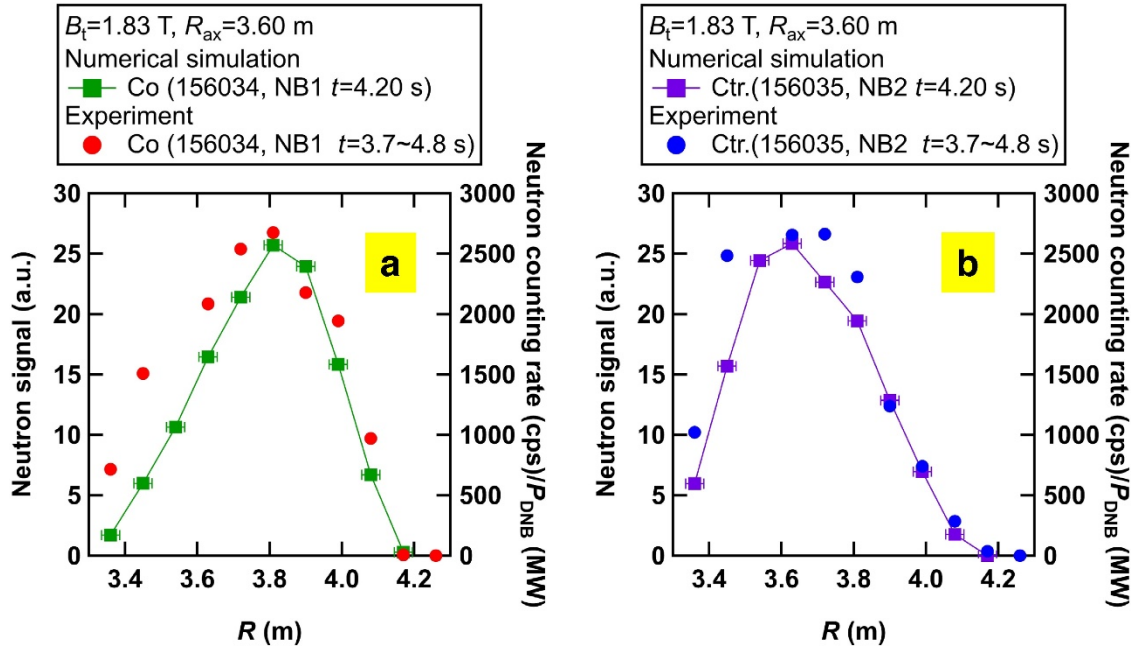 Bt=1.83 T, Rax=3.60 m
Numerical simulation
Co (156034, NB1 t=4.20 s)
Experiment
Co (156034, NB1 t=3.7~4.8 s)
30
25
20
15
10
5
0
Neutron signal (a.u.)
3000
2500
2000
1500
1000
500
0
Neutron counting rate (cps)/PDNB (MW)
a
3.4 3.6 3.8 4.0 4.2
R (m)
Bt=1.83 T, Rax=3.60 m
Numerical simulation
Ctr.(156035, NB2 t=4.20 s)
Experiment
Ctr.(156035, NB2 t=3.7~4.8 s)
30
25
20
15
10
5
0
Neutron signal (a.u.)
3000
2500
2000
1500
1000
500
0
Neutron counting rate (cps)/PDNB (MW)
b
3.4 3.6 3.8 4.0 4.2
R (m)